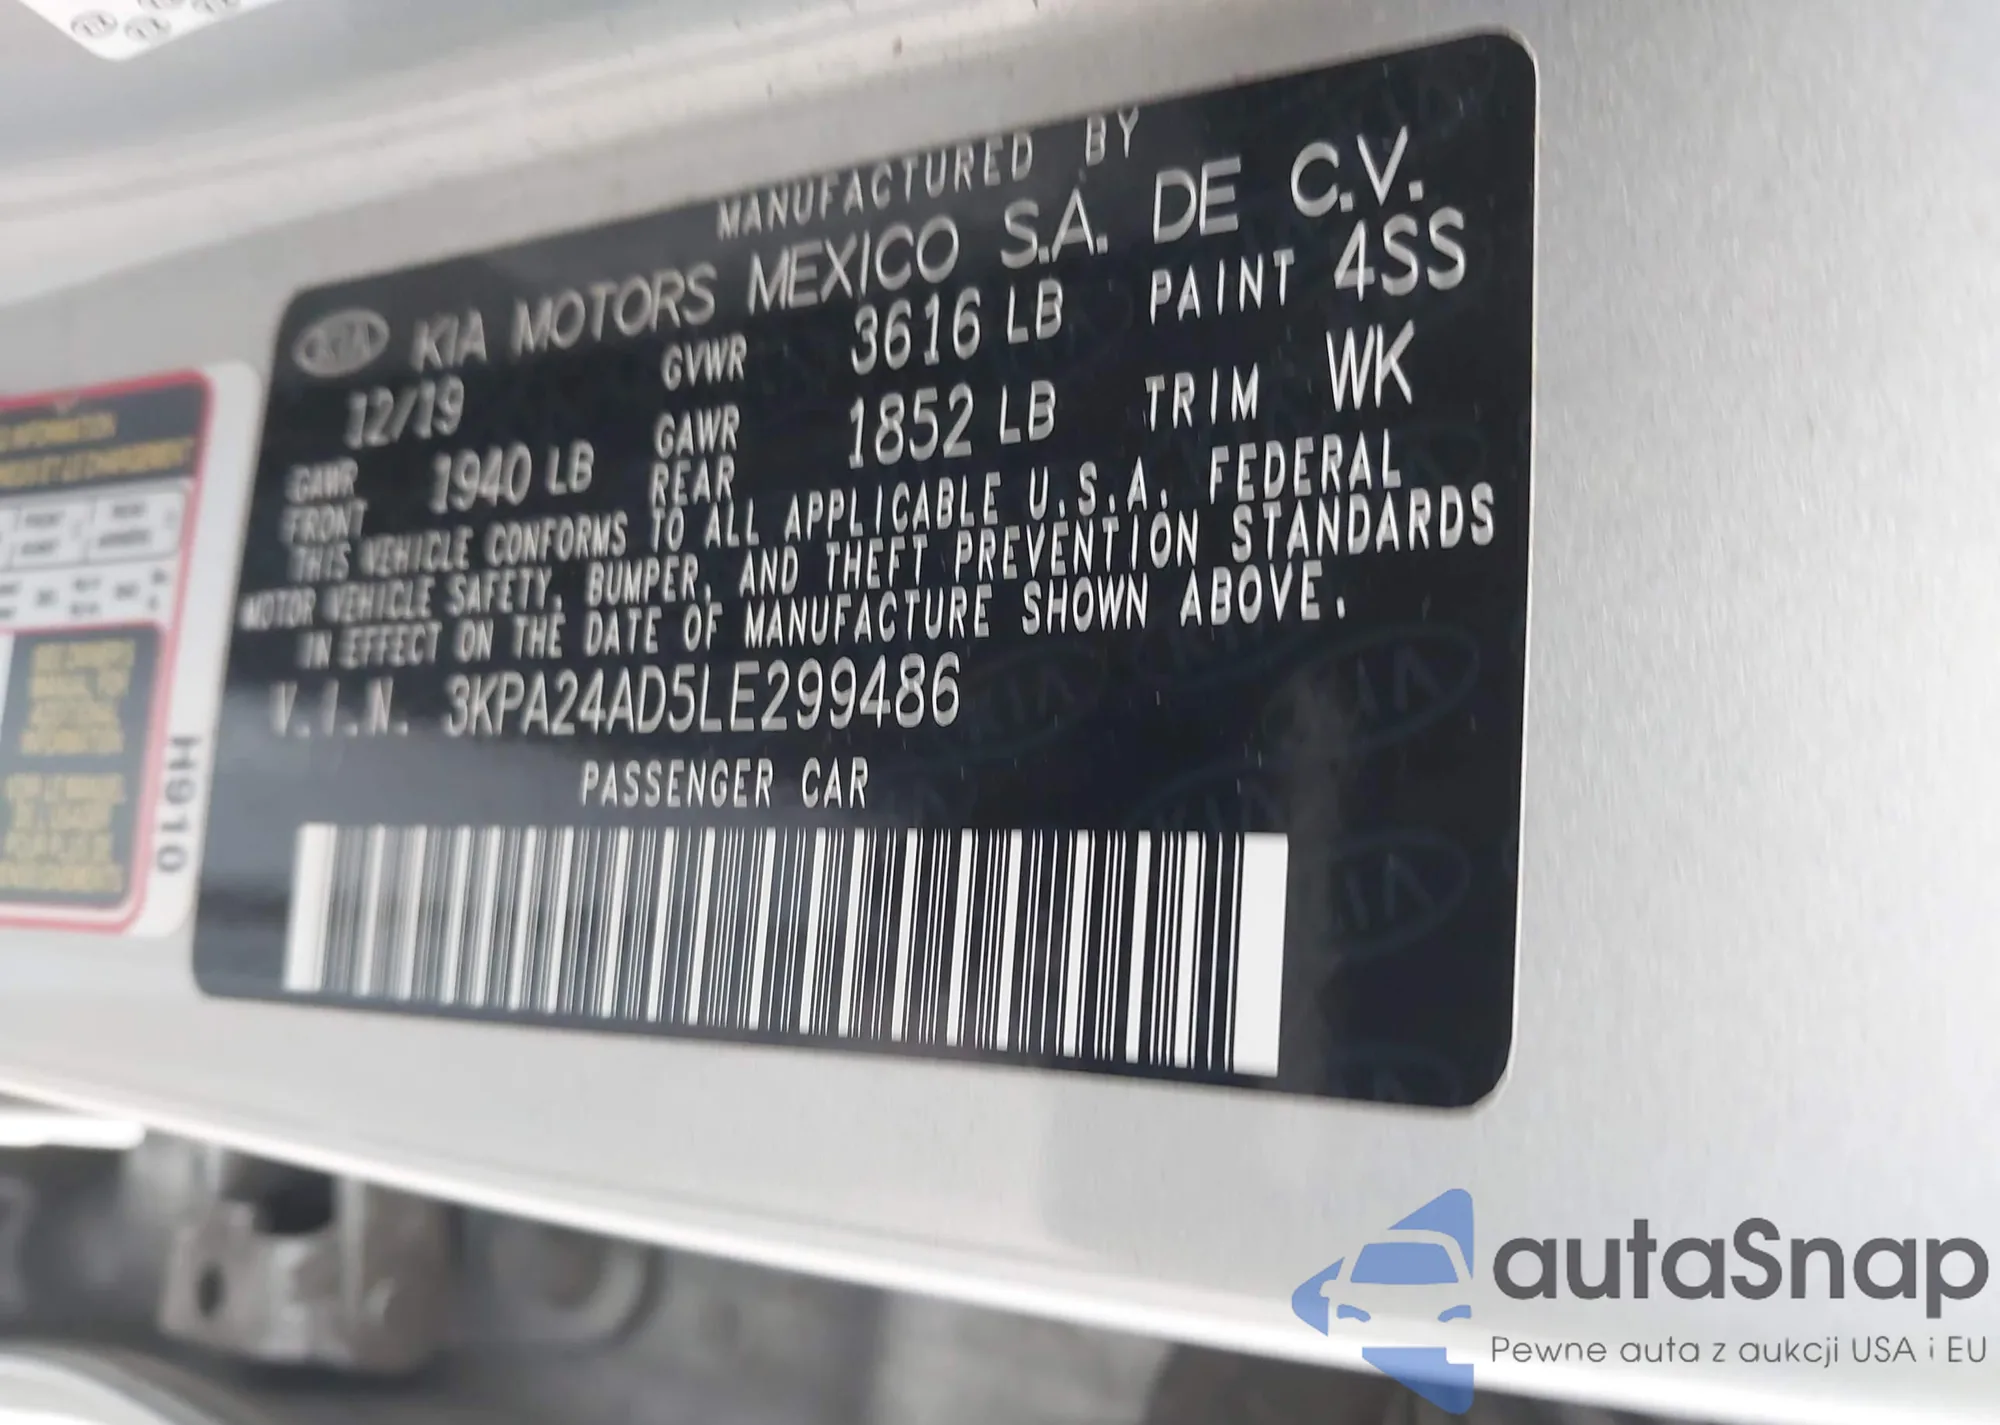 MANUFACTURED BY
KIA KIA MOTORS MEXICO S.A. DE C.V.
12/19 GVWR 3616 LB PAINT 4SS
GAWR FRONT 1940 LB GAWR REAR 1852 LB TRIM WK
THIS VEHICLE CONFORMS TO ALL APPLICABLE U.S.A. FEDERAL
MOTOR VEHICLE SAFETY, BUMPER, AND THEFT PREVENTION STANDARDS
IN EFFECT ON THE DATE OF MANUFACTURE SHOWN ABOVE.
V.I.N. 3KPA24AD5LE299486
PASSENGER CAR
H910
autaSnap
Pewne auta z aukcji USA i EU